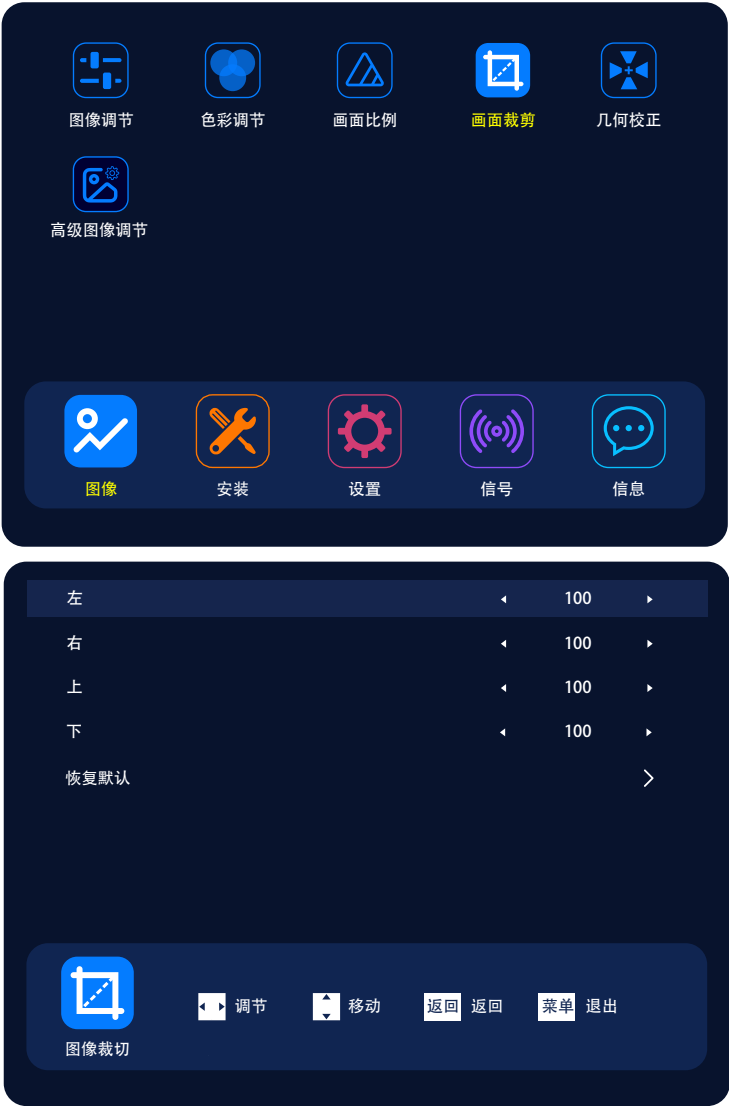 图像调节 色彩调节 画面比例 画面裁剪 几何校正
高级图像调节
图像 安装 设置 信号 信息
左 100
右 100
上 100
下 100
恢复默认
调节 移动 返回 返回 菜单 退出
图像裁切